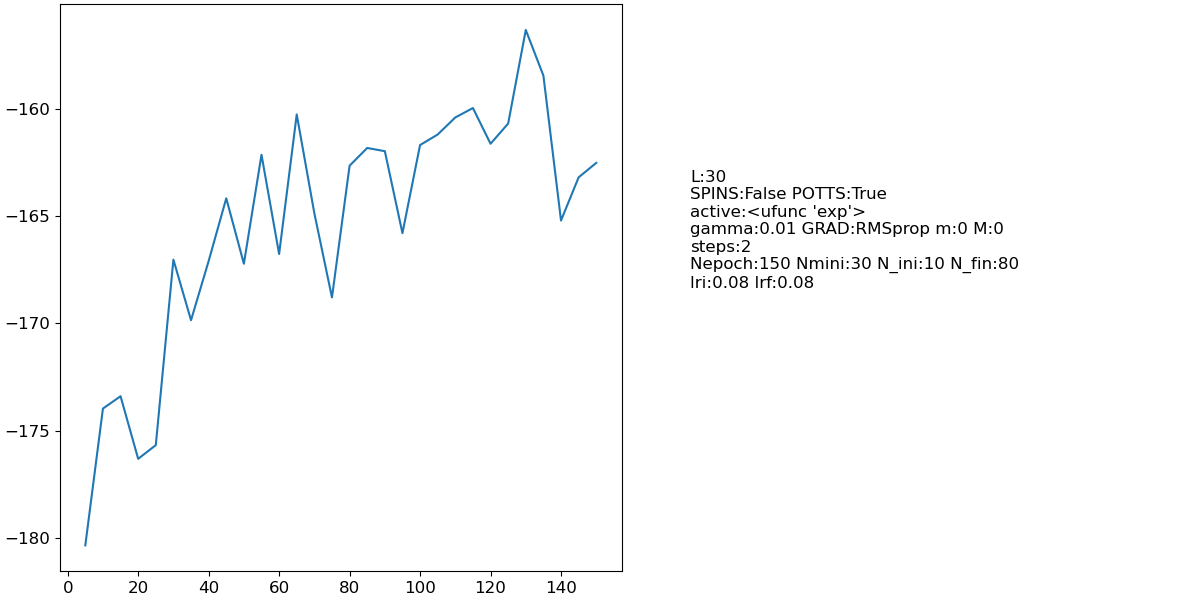 −160
−165
−170
−175
−180
0 20 40 60 80 100 120 140
L:30
SPINS:False POTTS:True
active:<ufunc 'exp'>
gamma:0.01 GRAD:RMSprop m:0 M:0
steps:2
Nepoch:150 Nmini:30 N_ini:10 N_fin:80
lri:0.08 lrf:0.08